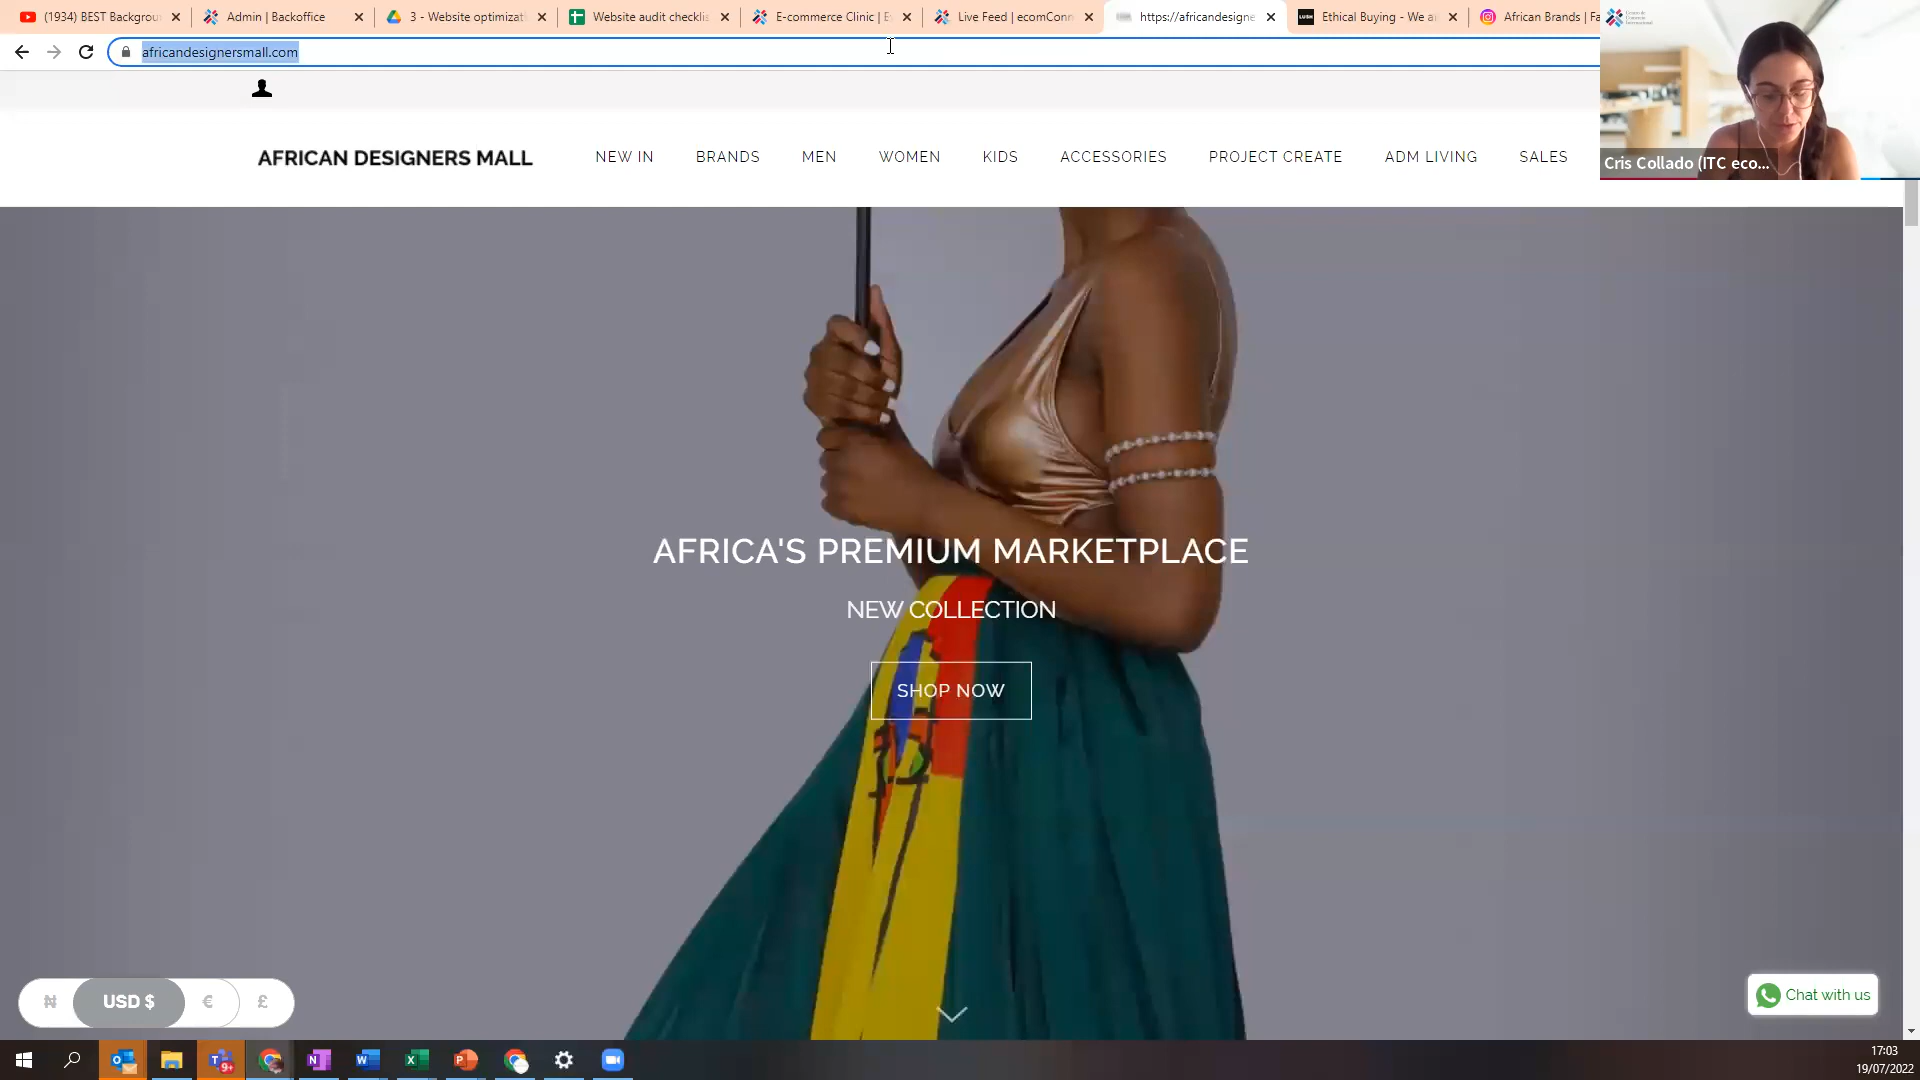 (1934) BEST Backgrou
Admin | Backoffice
3 - Website optimizat
Website audit checklis
E-commerce Clinic | E
Live Feed | ecomConn
https://africandesigne
LUSH
Ethical Buying - We a
African Brands | Fa
africandesignersmall.com
Cris Collado (ITC eco...
AFRICAN DESIGNERS MALL
NEW IN
BRANDS
MEN
WOMEN
KIDS
ACCESSORIES
PROJECT CREATE
ADM LIVING
SALES
AFRICA'S PREMIUM MARKETPLACE
NEW COLLECTION
SHOP NOW
₦ USD $ € £
Chat with us
9+
17:03
19/07/2022